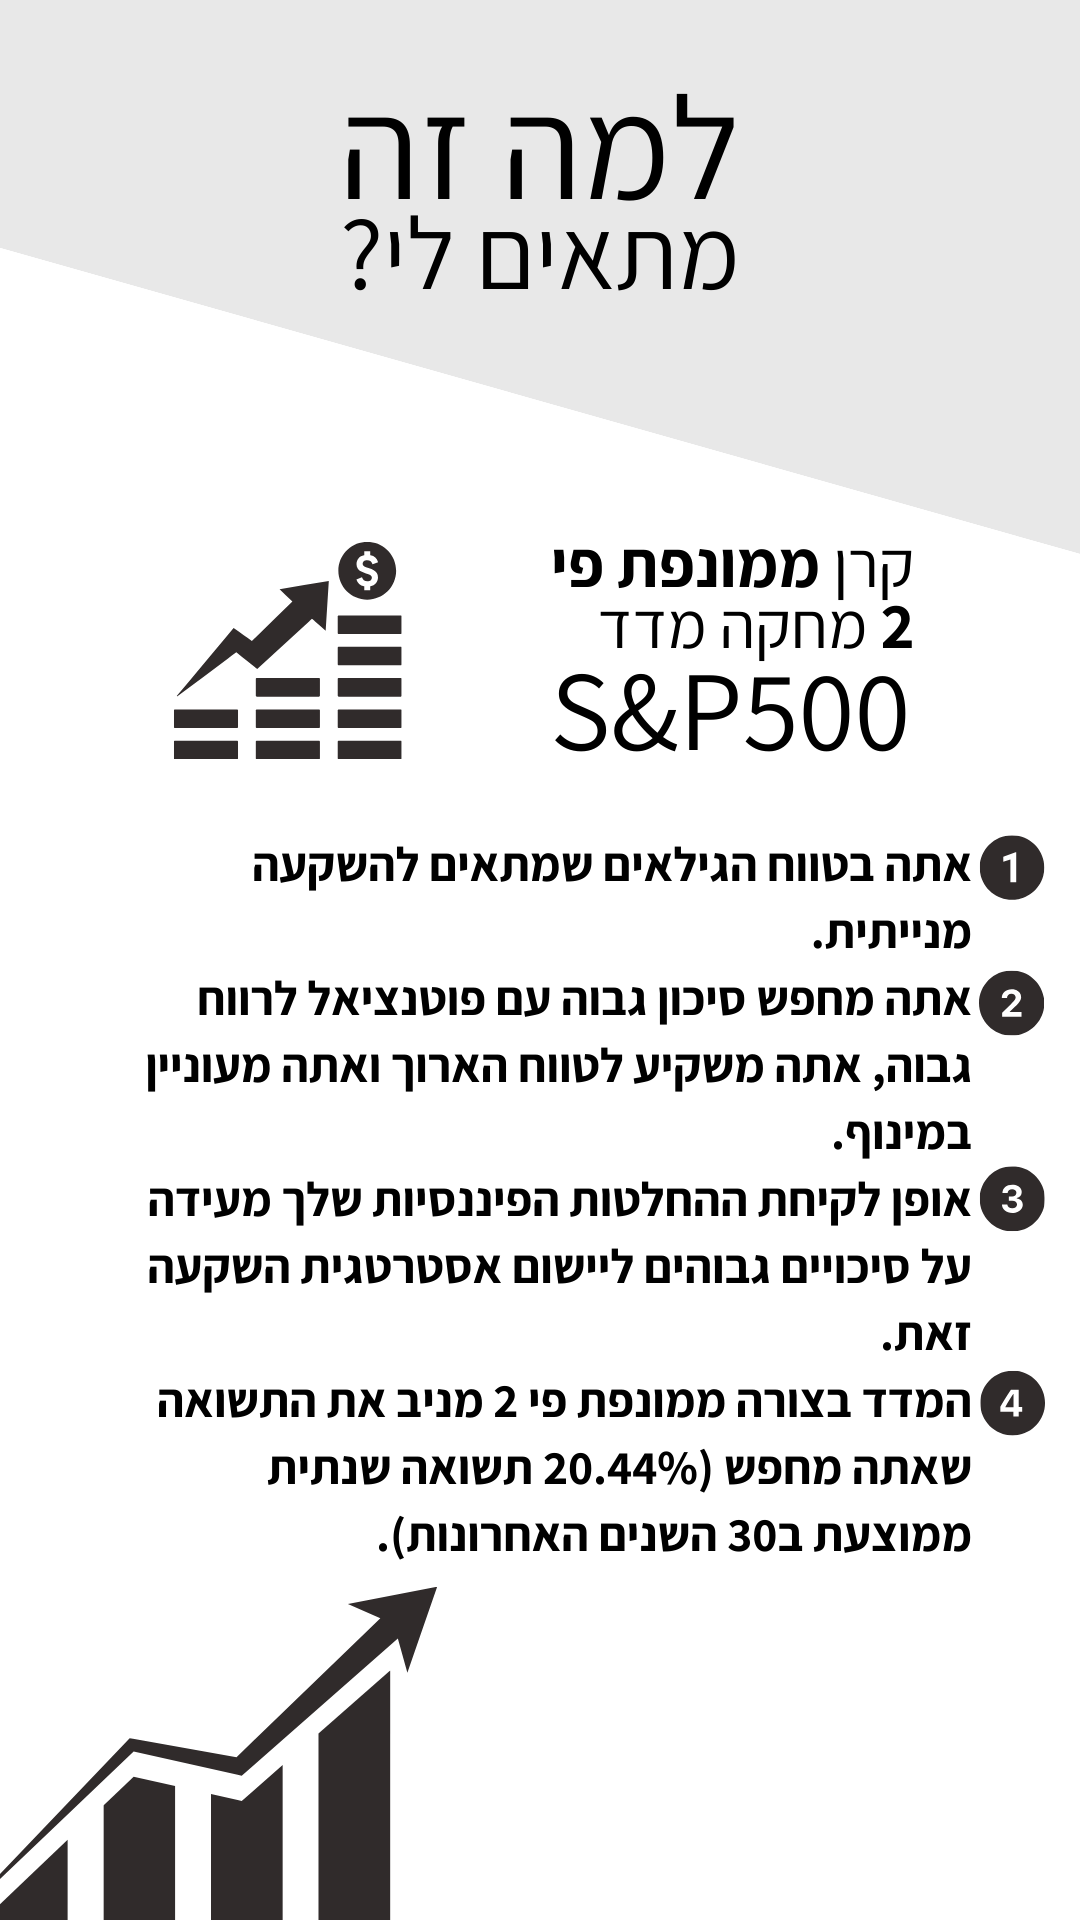 למה זה
מתאים לי?
$
קרן ממונפת פי
2 מחקה מדד
S&P500
1 אתה בטווח הגילאים שמתאים להשקעה
מנייתית.
2 אתה מחפש סיכון גבוה עם פוטנציאל לרווח
גבוה, אתה משקיע לטווח הארוך ואתה מעוניין
במינוף.
3 אופן לקיחת ההחלטות הפיננסיות שלך מעידה
על סיכויים גבוהים ליישום אסטרטגית השקעה
זאת.
4 המדד בצורה ממונפת פי 2 מניב את התשואה
שאתה מחפש (20.44% תשואה שנתית
ממוצעת ב30 השנים האחרונות).